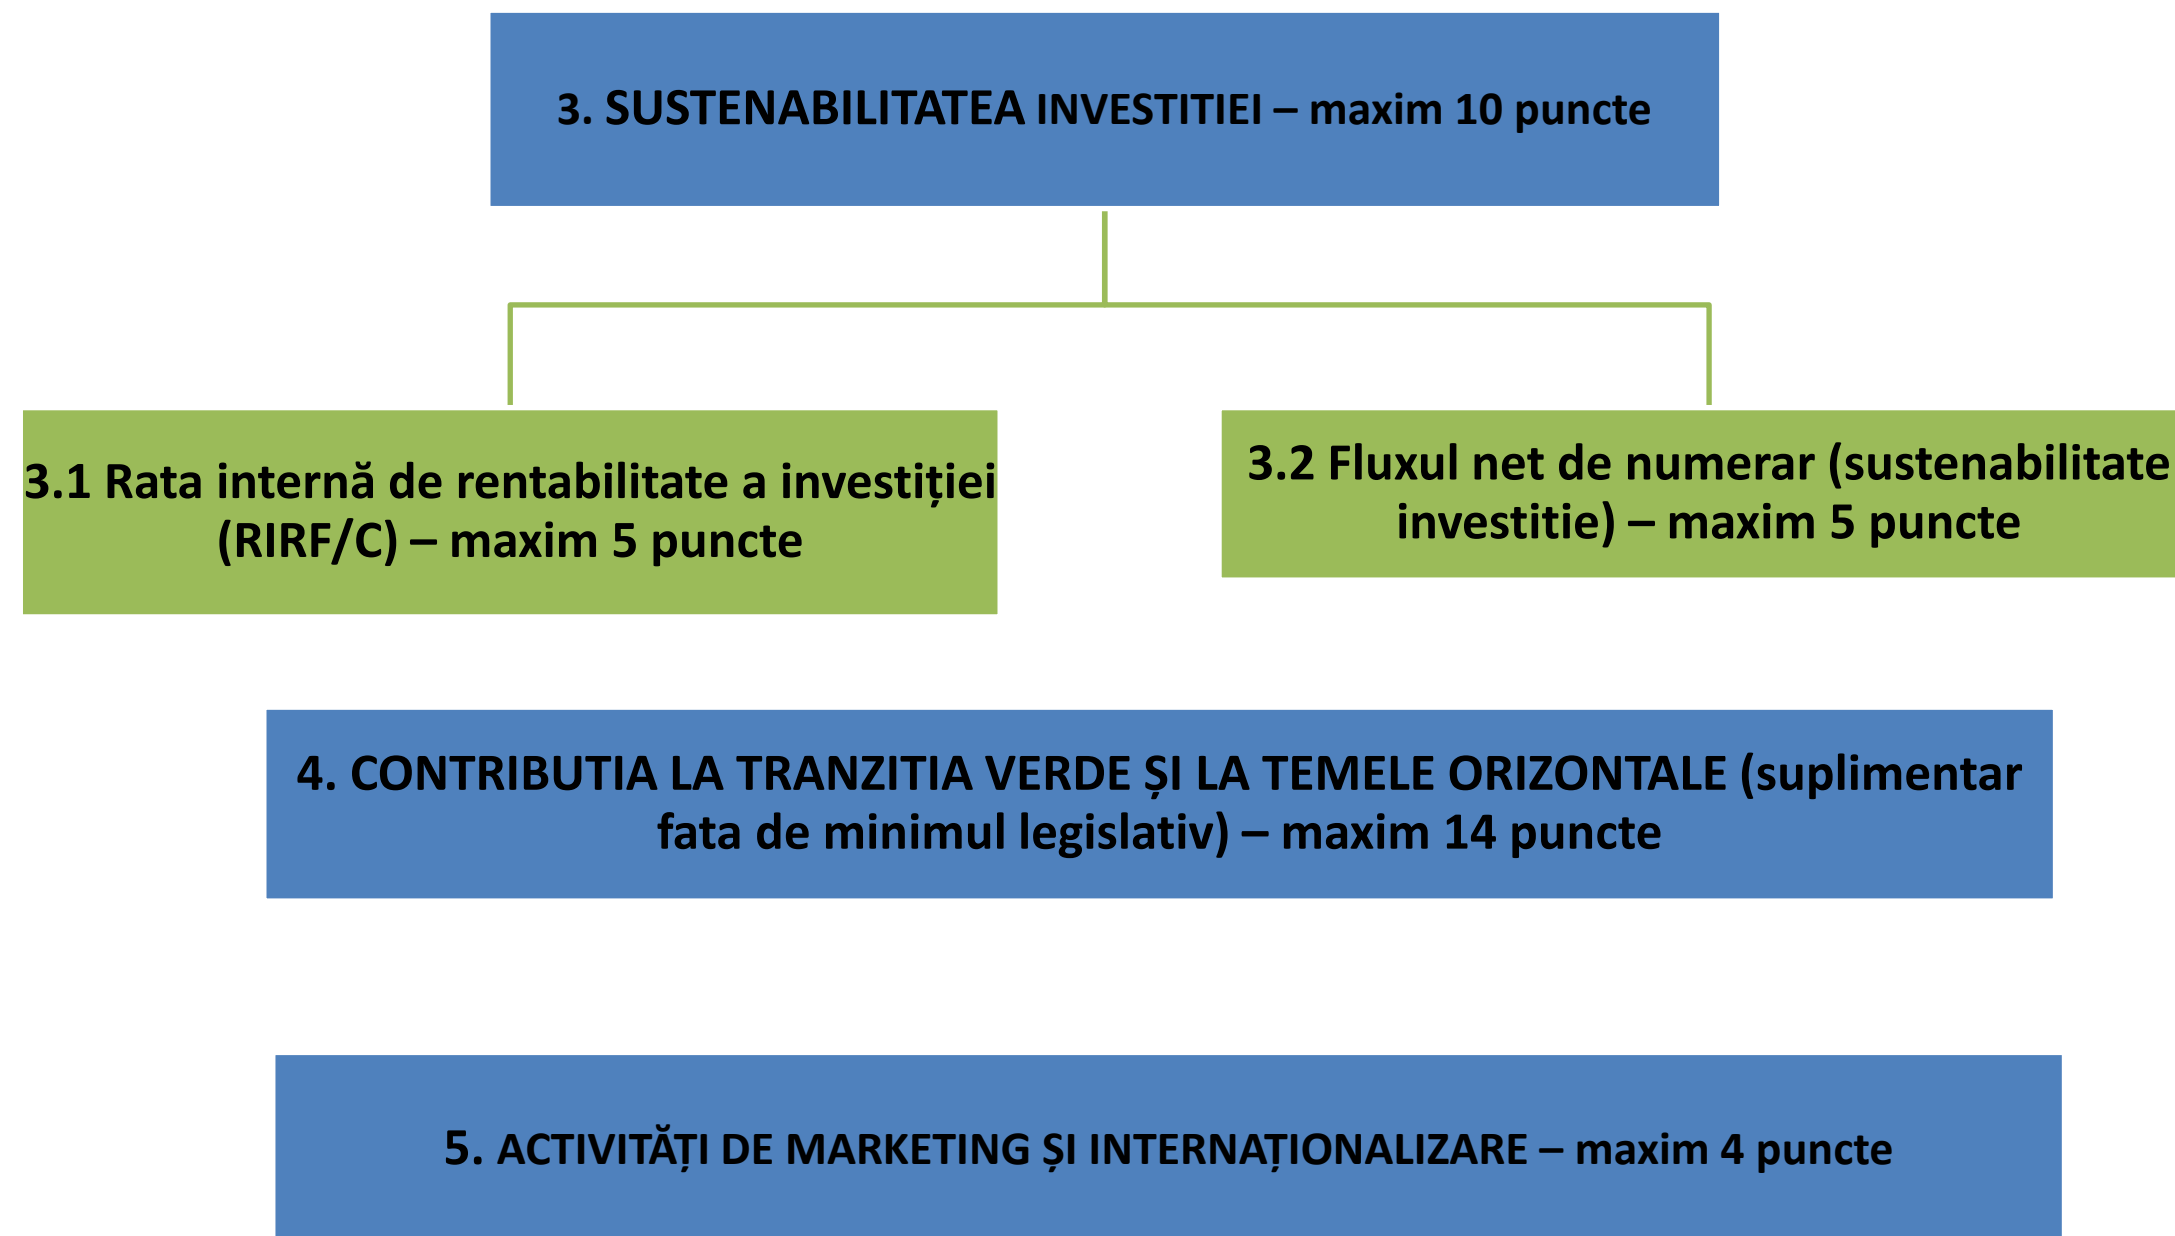 3. SUSTENABILITATEA INVESTITIEI – maxim 10 puncte
3.1 Rata internă de rentabilitate a investiției
(RIRF/C) – maxim 5 puncte
3.2 Fluxul net de numerar (sustenabilitate
investitie) – maxim 5 puncte
4. CONTRIBUTIA LA TRANZITIA VERDE ȘI LA TEMELE ORIZONTALE (suplimentar
fata de minimul legislativ) – maxim 14 puncte
5. ACTIVITĂȚI DE MARKETING ȘI INTERNAȚIONALIZARE – maxim 4 puncte